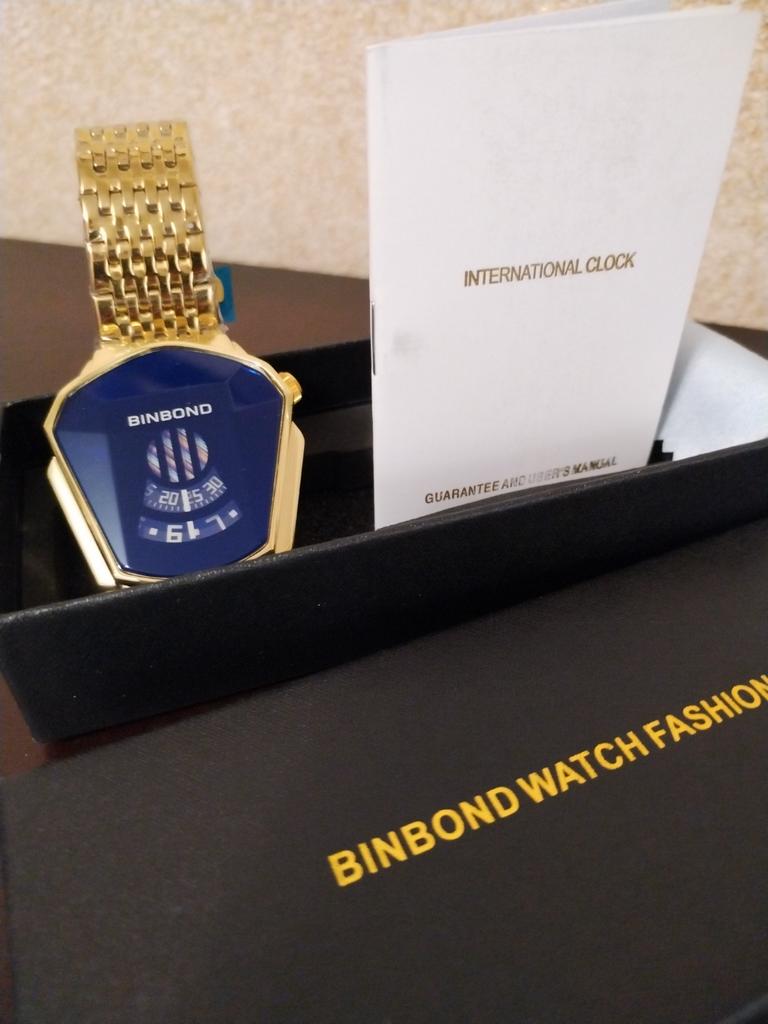 INTERNATIONAL CLOCK
BINBOND
20 25 30
GUARANTEE AND USER'S MANUAL
BINBOND WATCH FASHION